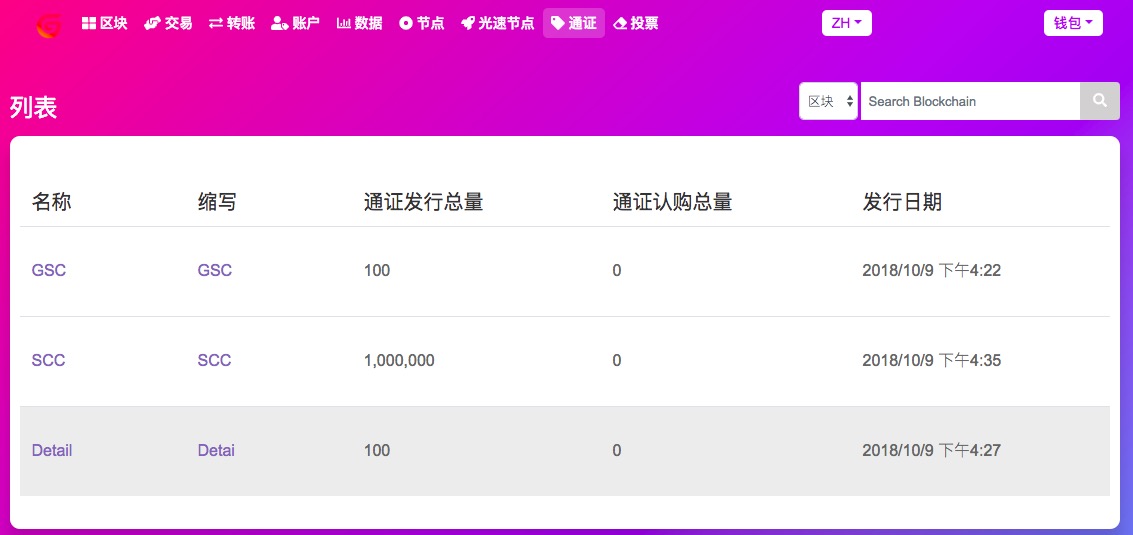 区块 交易 转账 账户 数据 节点 光速节点 通证 投票 ZH 钱包
列表 区块 Search Blockchain
名称 缩写 通证发行总量 通证认购总量 发行日期
GSC GSC 100 0 2018/10/9 下午4:22
SCC SCC 1,000,000 0 2018/10/9 下午4:35
Detail Detai 100 0 2018/10/9 下午4:27